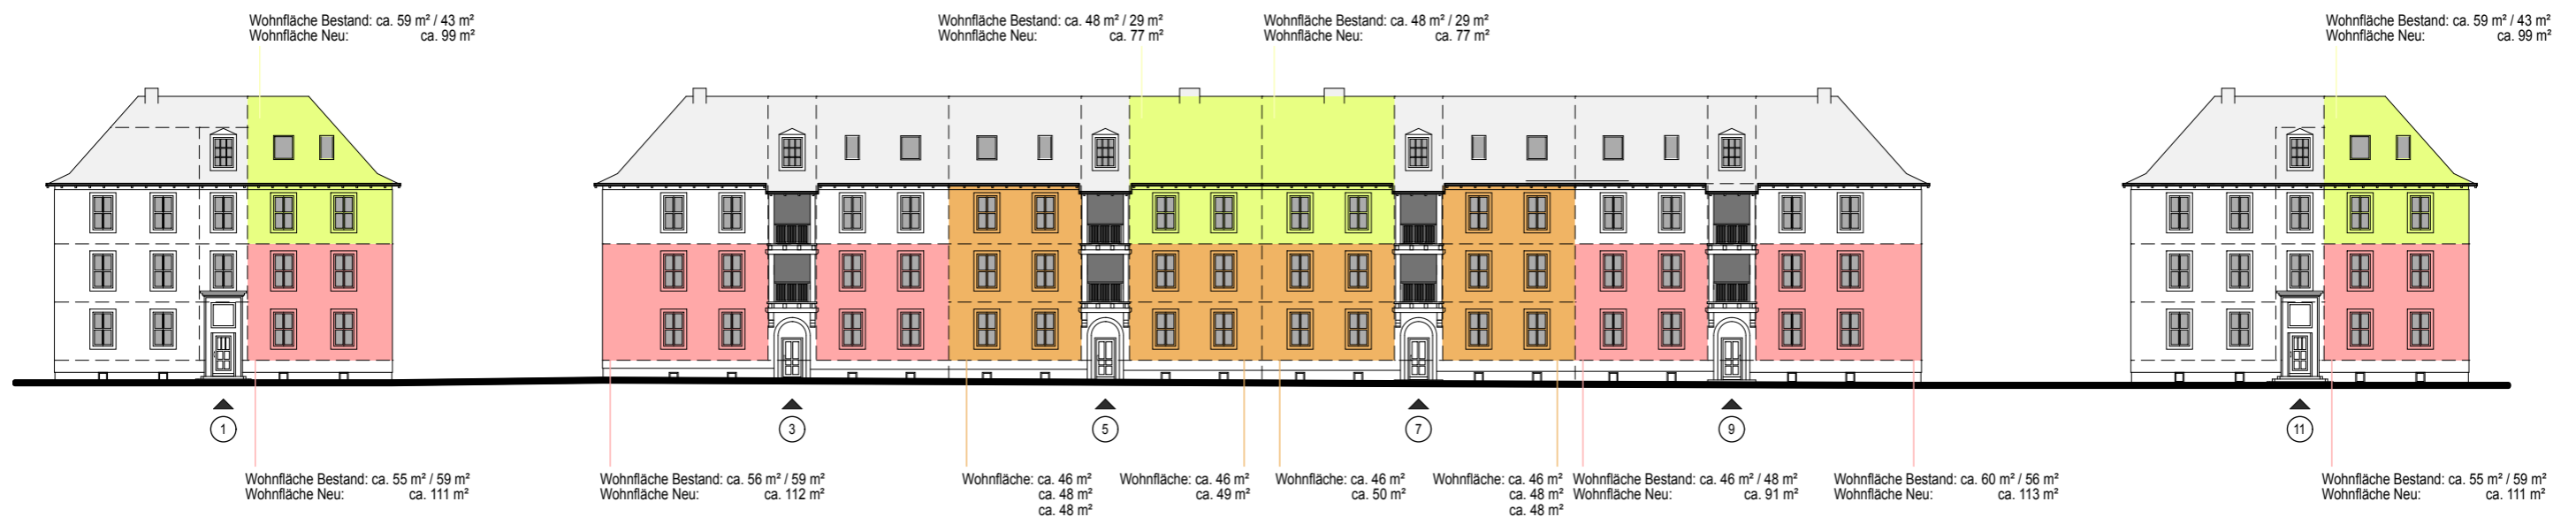 Wohnfläche Bestand: ca. 59 m² / 43 m²
Wohnfläche Neu: ca. 99 m²
Wohnfläche Bestand: ca. 48 m² / 29 m²
Wohnfläche Neu: ca. 77 m²
Wohnfläche Bestand: ca. 48 m² / 29 m²
Wohnfläche Neu: ca. 77 m²
Wohnfläche Bestand: ca. 59 m² / 43 m²
Wohnfläche Neu: ca. 99 m²
1
3
5
7
9
11
Wohnfläche Bestand: ca. 55 m² / 59 m²
Wohnfläche Neu: ca. 111 m²
Wohnfläche Bestand: ca. 56 m² / 59 m²
Wohnfläche Neu: ca. 112 m²
Wohnfläche: ca. 46 m²
ca. 48 m²
ca. 48 m²
Wohnfläche: ca. 46 m²
ca. 49 m²
Wohnfläche: ca. 46 m²
ca. 50 m²
Wohnfläche: ca. 46 m²
ca. 48 m²
ca. 48 m²
Wohnfläche Bestand: ca. 46 m² / 48 m²
Wohnfläche Neu: ca. 91 m²
Wohnfläche Bestand: ca. 60 m² / 56 m²
Wohnfläche Neu: ca. 113 m²
Wohnfläche Bestand: ca. 55 m² / 59 m²
Wohnfläche Neu: ca. 111 m²